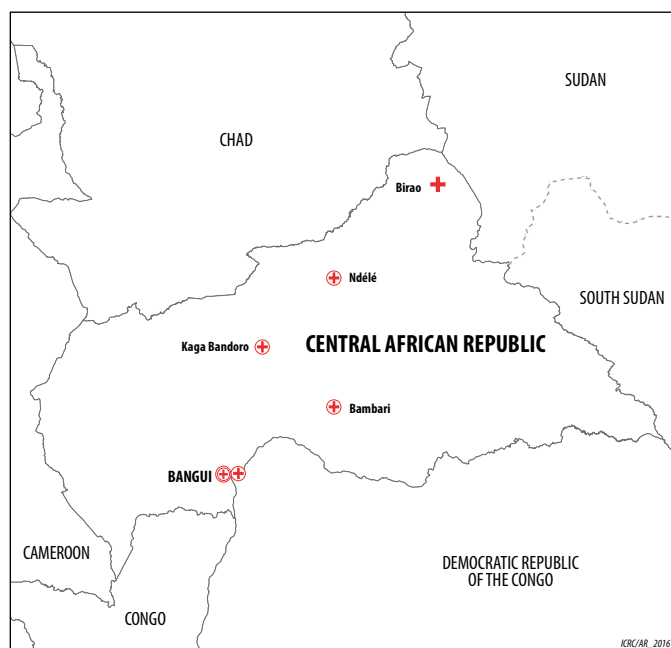 SUDAN
CHAD
Birao
Ndélé
SOUTH SUDAN
Kaga Bandoro
CENTRAL AFRICAN REPUBLIC
Bambari
BANGUI
CAMEROON
DEMOCRATIC REPUBLIC
OF THE CONGO
CONGO
ICRC/AR_2016